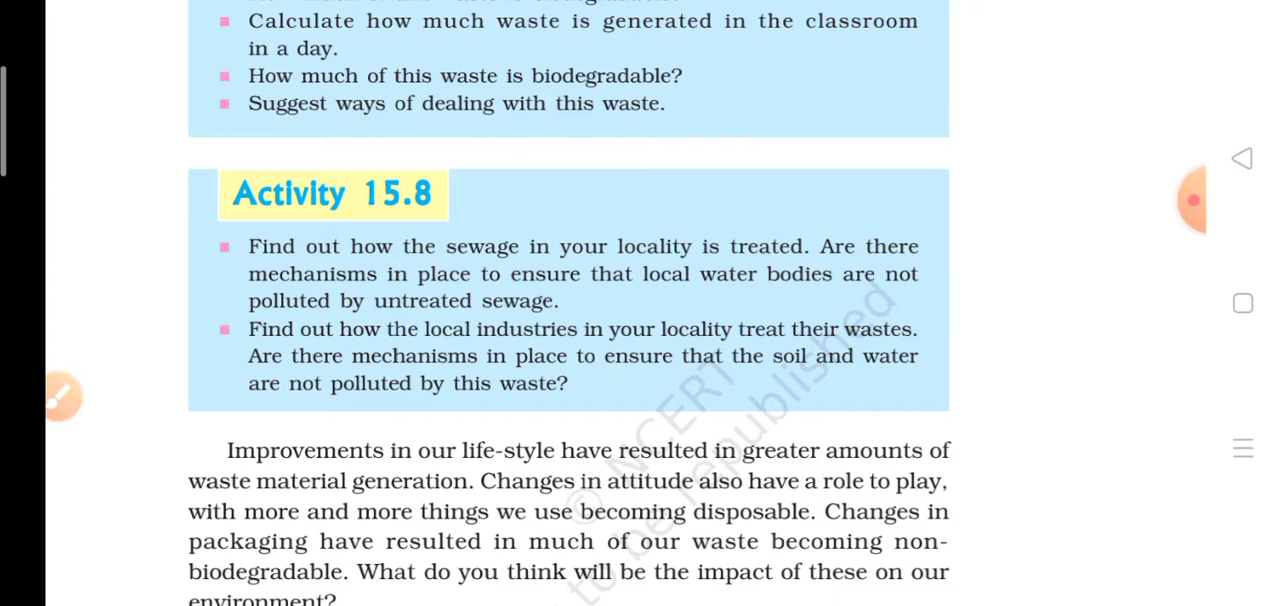 Calculate how much waste is generated in the classroom
in a day.
How much of this waste is biodegradable?
Suggest ways of dealing with this waste.
Activity 15.8
Find out how the sewage in your locality is treated. Are there
mechanisms in place to ensure that local water bodies are not
polluted by untreated sewage.
Find out how the local industries in your locality treat their wastes.
Are there mechanisms in place to ensure that the soil and water
are not polluted by this waste?
© NCERT
to be republished
Improvements in our life-style have resulted in greater amounts of
waste material generation. Changes in attitude also have a role to play,
with more and more things we use becoming disposable. Changes in
packaging have resulted in much of our waste becoming non-
biodegradable. What do you think will be the impact of these on our
environment?